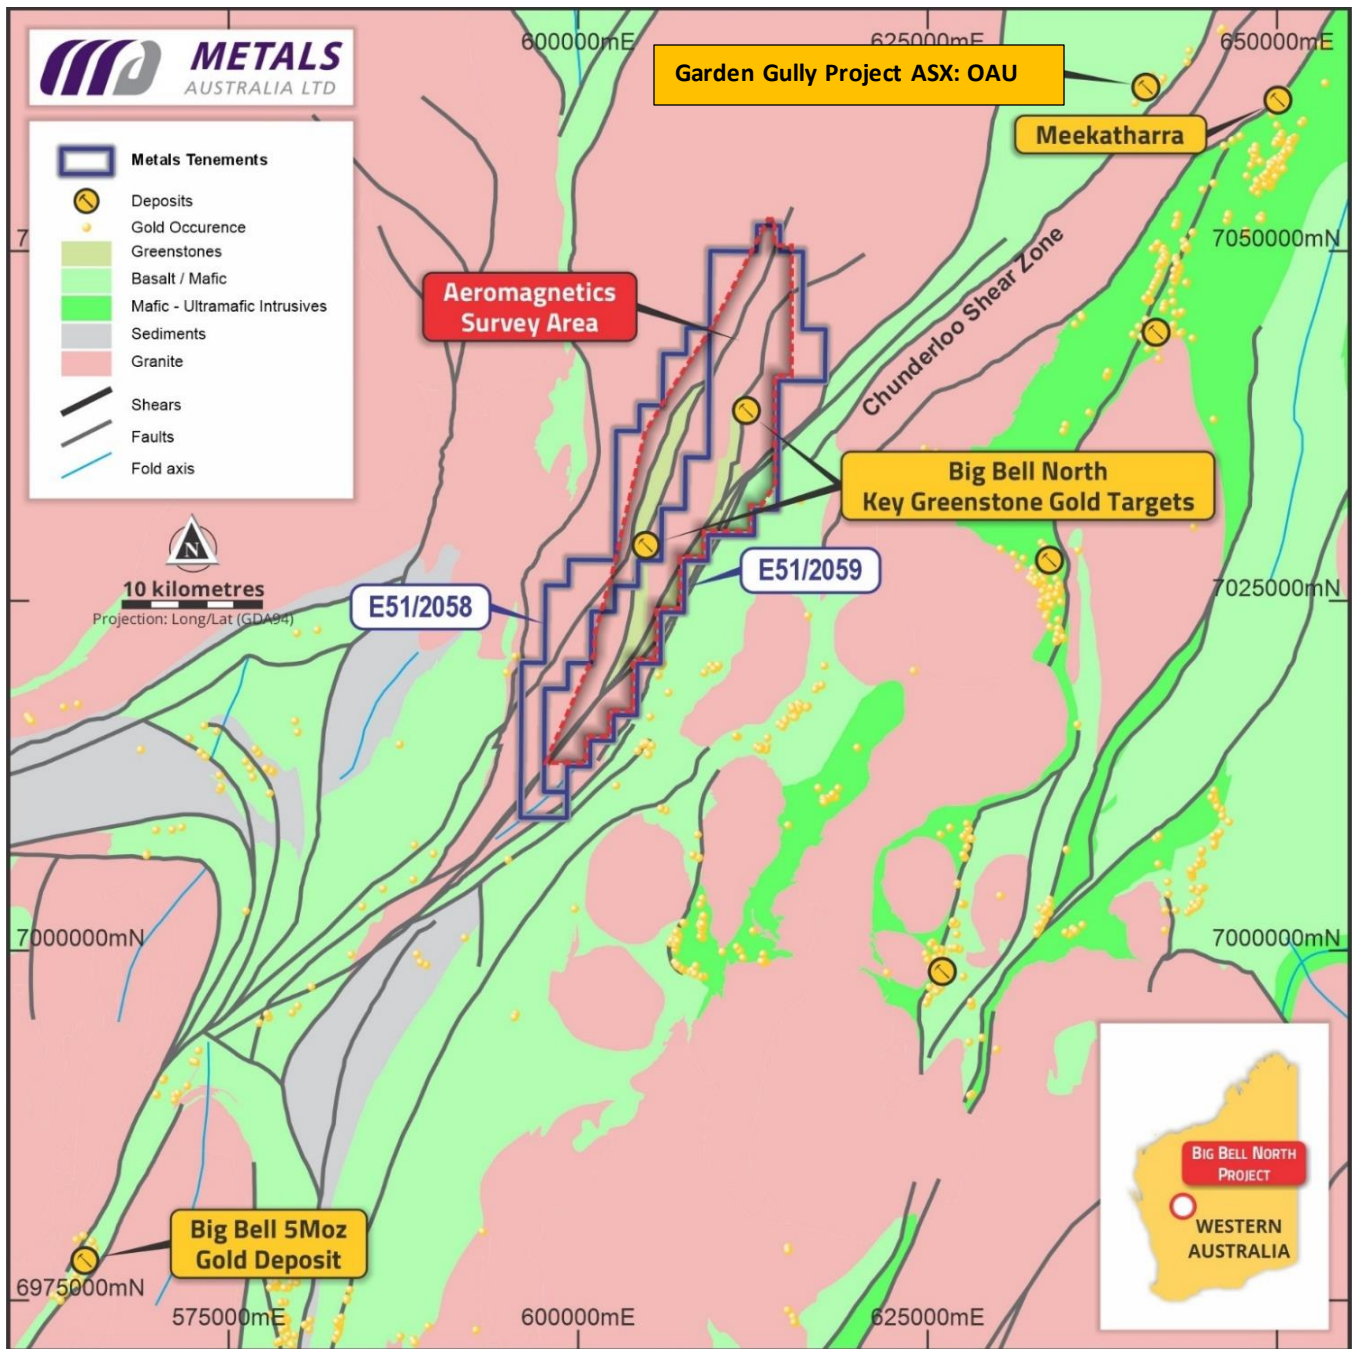 METALS
AUSTRALIA LTD
600000mE
625000mE
650000mE
Garden Gully Project ASX: OAU
Meekatharra
Metals Tenements
Deposits
Gold Occurence
Greenstones
Basalt / Mafic
Mafic - Ultramafic Intrusives
Sediments
Granite
Shears
Faults
Fold axis
7
7050000mN
Aeromagnetics
Survey Area
Chunderloo Shear Zone
Big Bell North
Key Greenstone Gold Targets
N
10 kilometres
Projection: Long/Lat (GDA94)
E51/2058
E51/2059
7025000mN
7000000mN
7000000mN
BIG BELL NORTH
PROJECT
WESTERN
AUSTRALIA
Big Bell 5Moz
Gold Deposit
6975000mN
575000mE
600000mE
625000mE